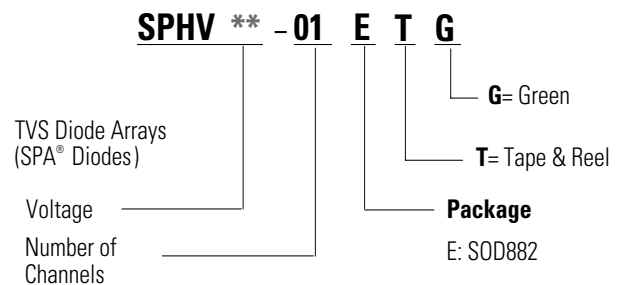 SPHV ** – 01 E T G
G= Green
TVS Diode Arrays
(SPA® Diodes)
T= Tape & Reel
Voltage
Package
Number of
Channels
E: SOD882